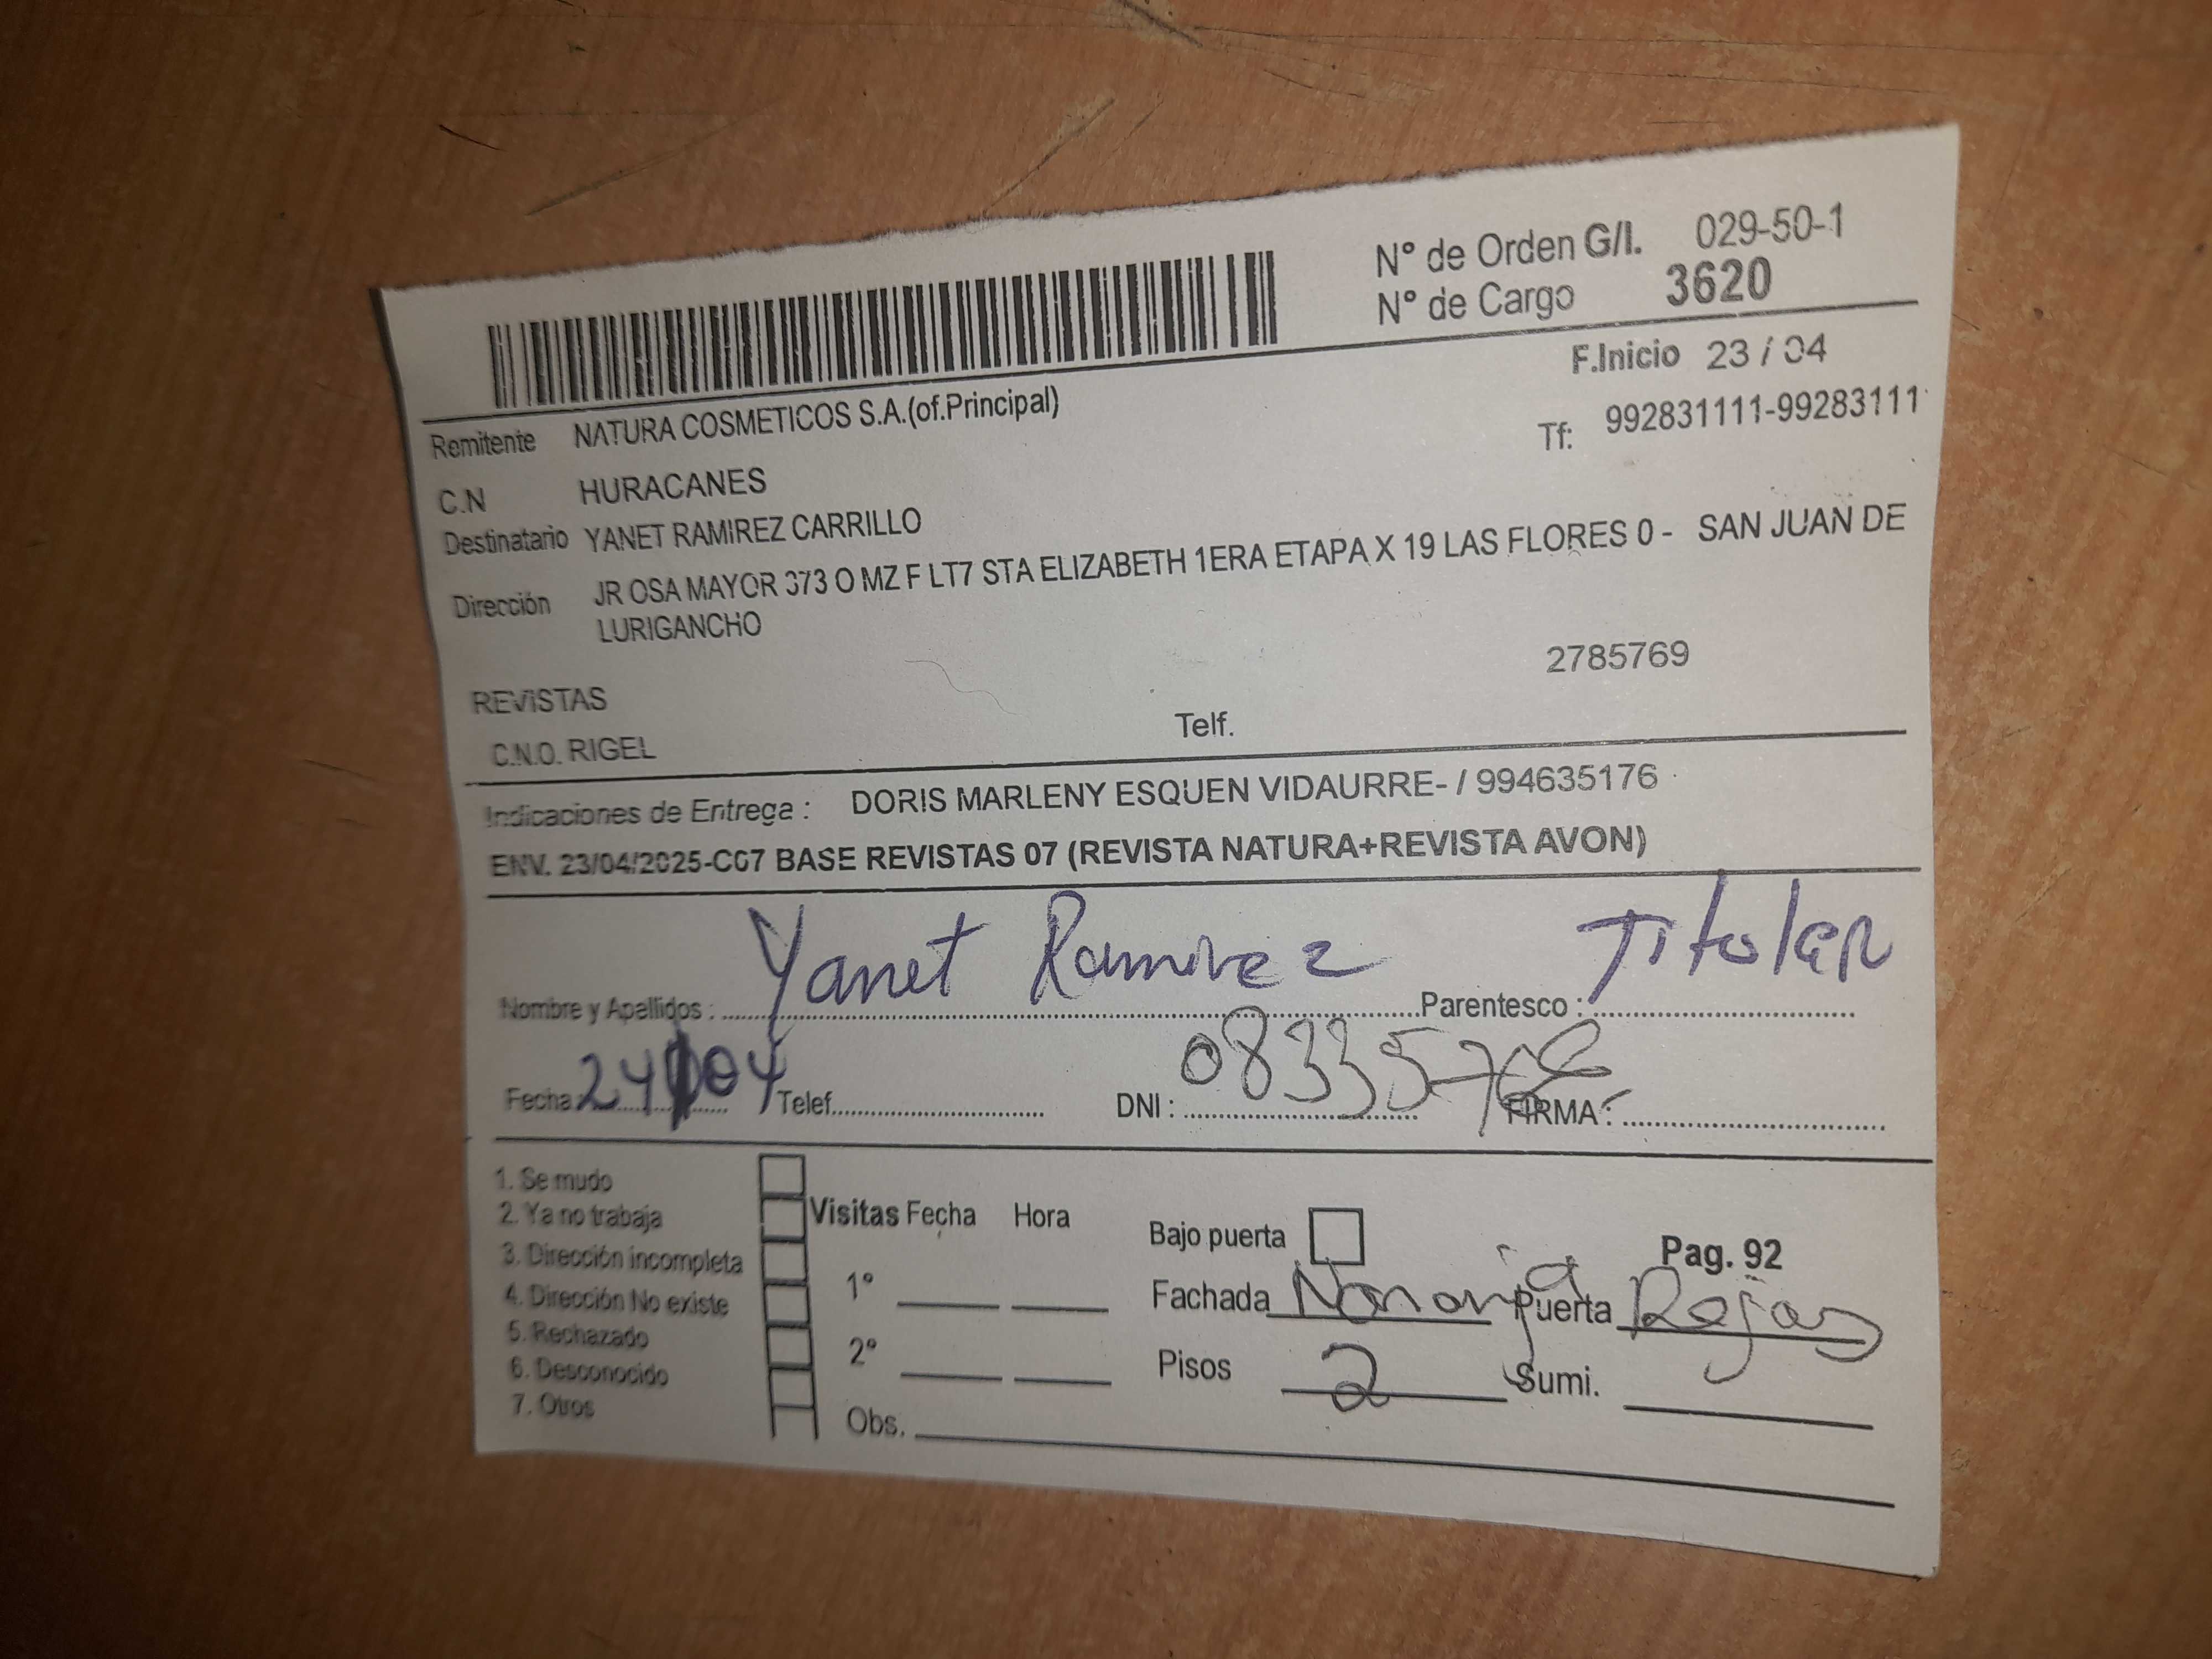 N° de Orden G/I. 029-50-1
N° de Cargo 3620
F.Inicio 23 / 04
Remitente NATURA COSMETICOS S.A.(of.Principal)
Tf: 992831111-99283111
C.N HURACANES
Destinatario YANET RAMIREZ CARRILLO
Dirección JR OSA MAYOR 373 O MZ F LT7 STA ELIZABETH 1ERA ETAPA X 19 LAS FLORES 0 - SAN JUAN DE
LURIGANCHO
2785769
REVISTAS
C.N.O. RIGEL Telf.
Indicaciones de Entrega : DORIS MARLENY ESQUEN VIDAURRE- / 994635176
ENV. 23/04/2025-C07 BASE REVISTAS 07 (REVISTA NATURA+REVISTA AVON)
Nombre y Apallidos : Yanet Ramirez Parentesco : Titular
Fecha 24/04 Telef. DNI : FIRMA :
1. Se mudo
2. Ya no trabaja
3. Dirección incompleta
4. Dirección No existe
5. Rechazado
6. Desconocido
7. Otros
Visitas Fecha Hora
1°
2°
Obs.
Bajo puerta Pag. 92
Fachada Naranja Puerta Rejas
Pisos 2 Sumi.